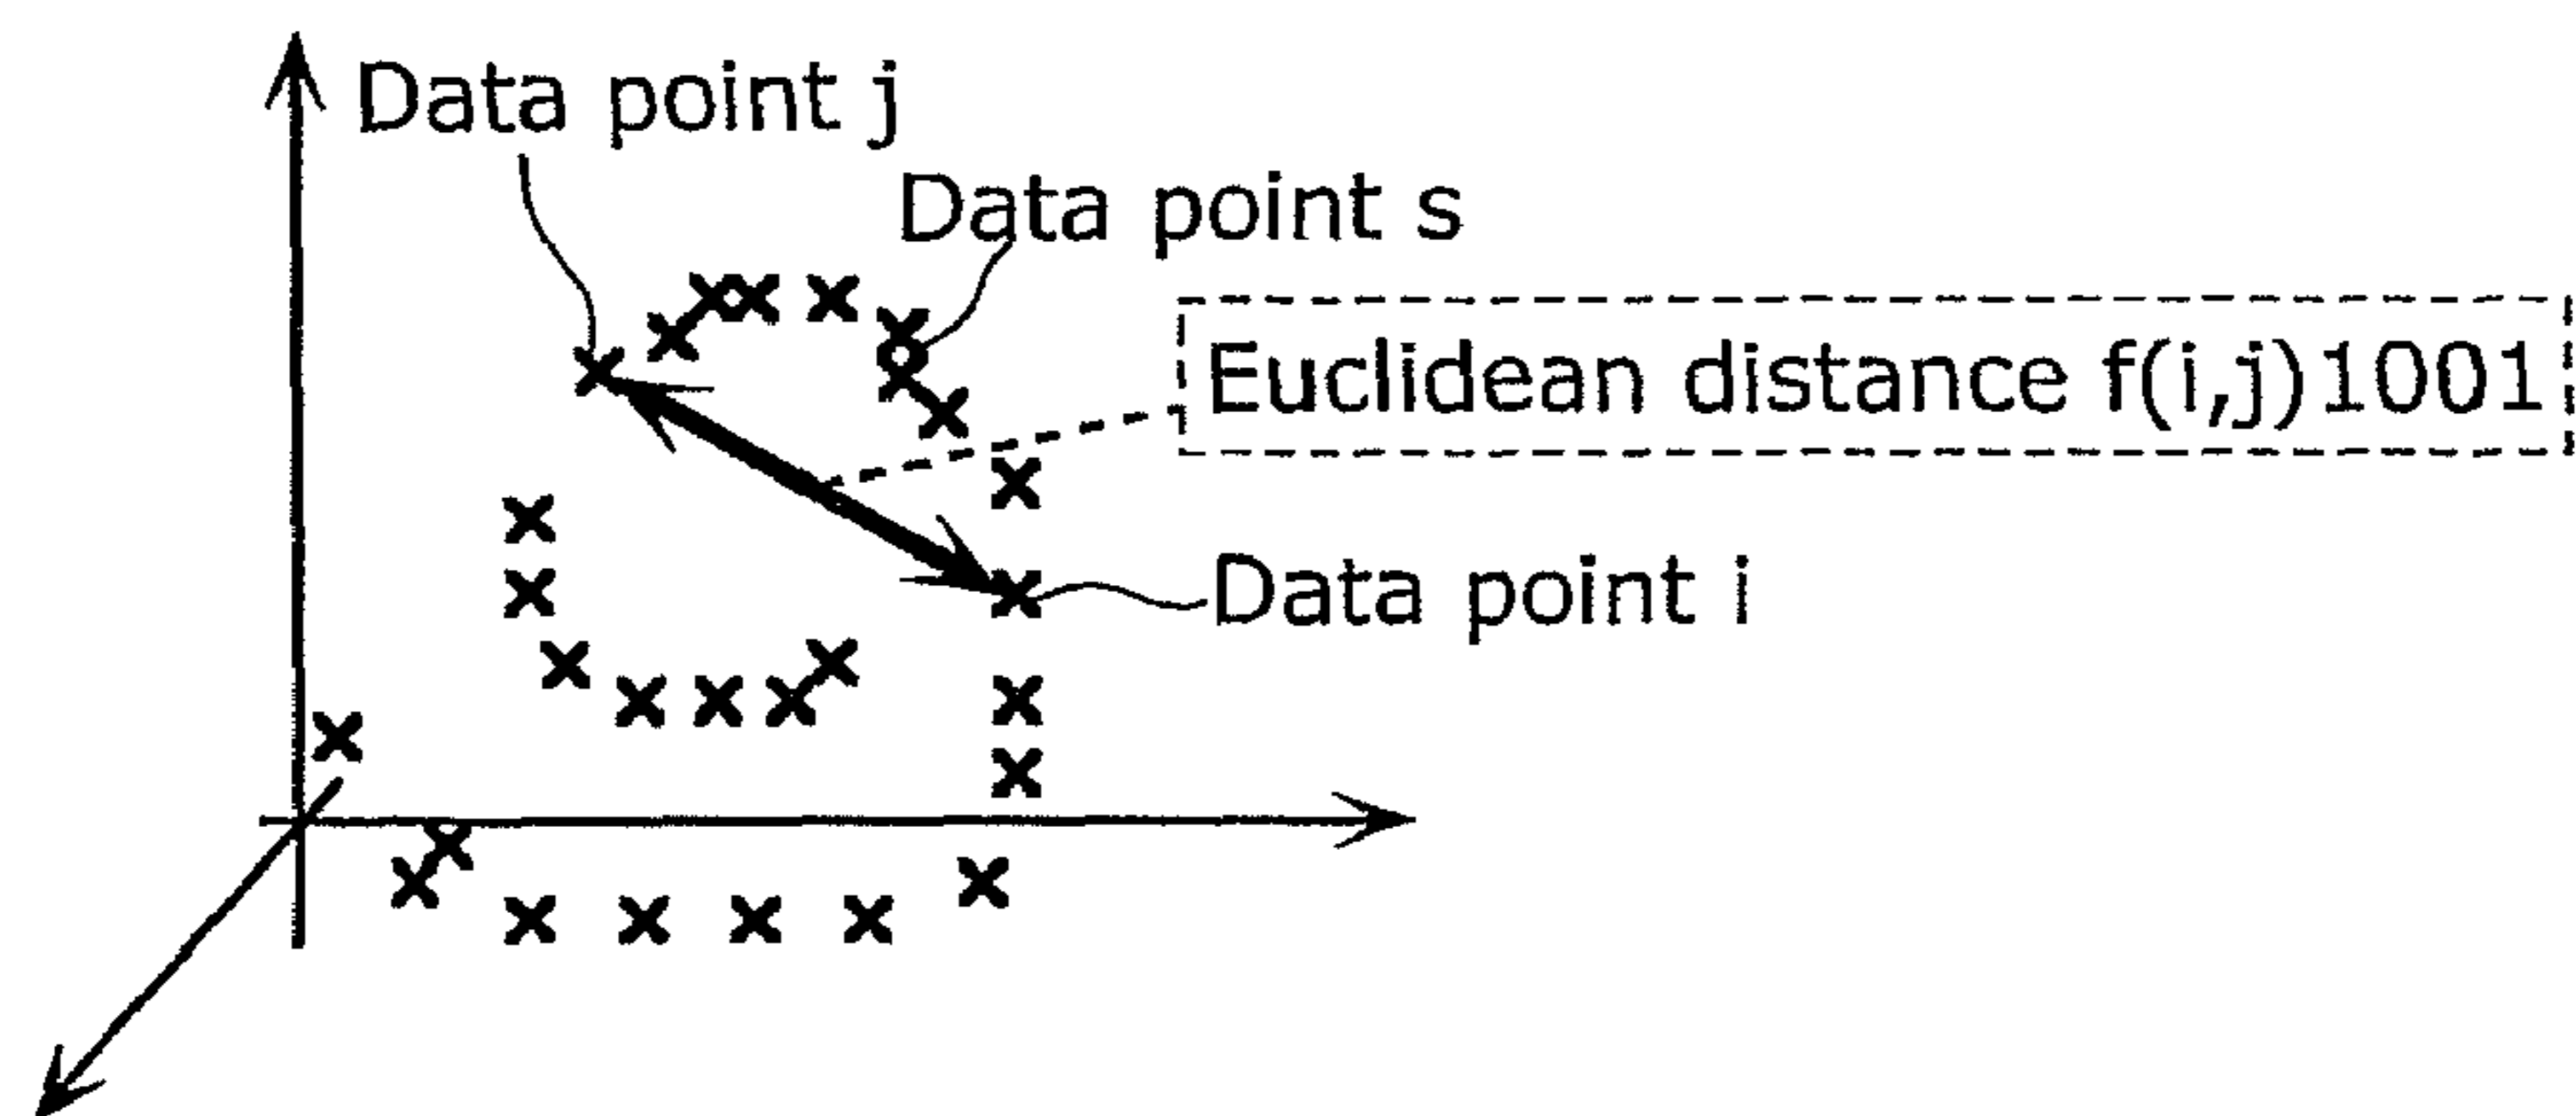 Data point j
Data point s
Euclidean distance f(i,j)1001
Data point i